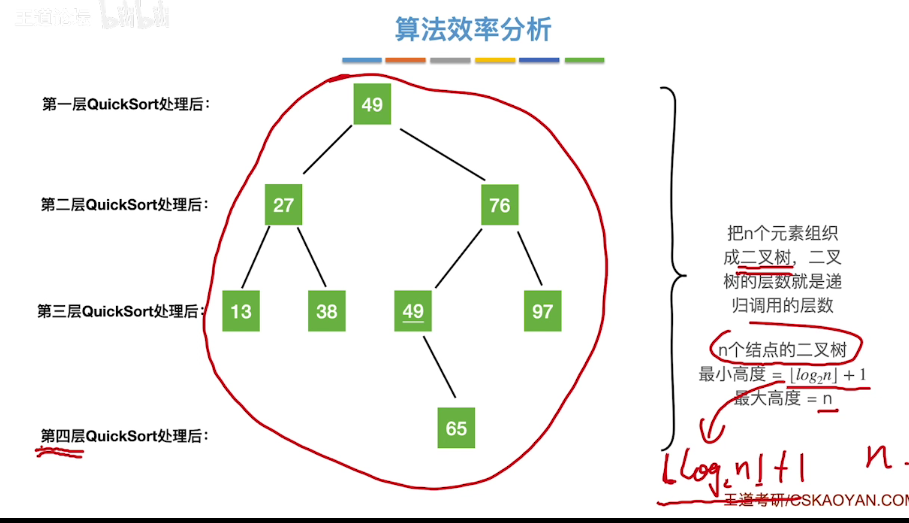 王道论坛 bilibili
算法效率分析
第一层QuickSort处理后：
49
第二层QuickSort处理后：
27
76
把n个元素组织
成二叉树，二叉
树的层数就是递
归调用的层数
第三层QuickSort处理后：
13
38
49
97
n个结点的二叉树
最小高度 = ⌊log₂n⌋ + 1
最大高度 = n
第四层QuickSort处理后：
65
⌊log₂n⌋+1
n
王道考研/CSKAOYAN.COM